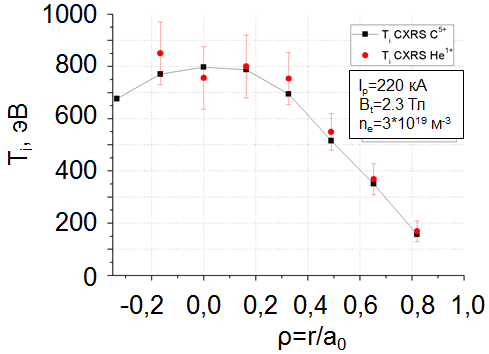 1000
800
600
400
200
0
Tᵢ, эВ
-0,2 0,0 0,2 0,4 0,6 0,8 1,0
ρ=r/a₀
Tᵢ CXRS C⁵⁺
Tᵢ CXRS He¹⁺
Iₚ=220 кА
Bₜ=2.3 Тл
nₑ=3*10¹⁹ м⁻³